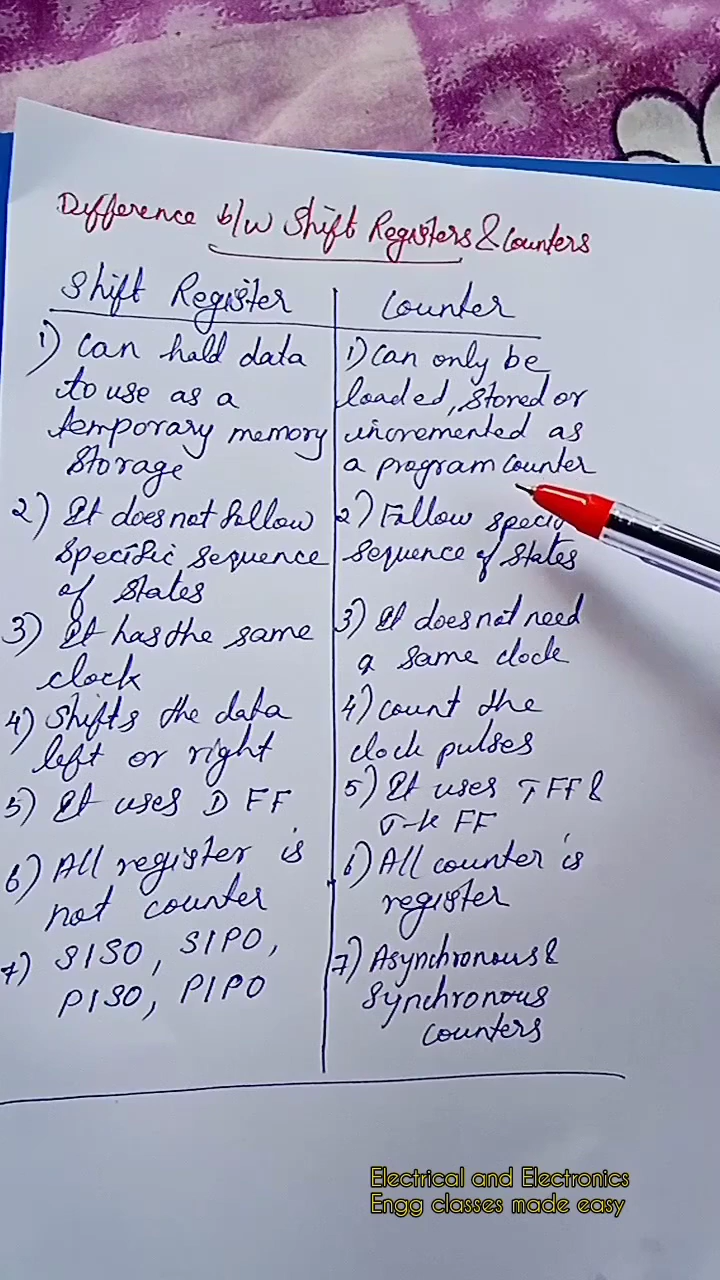 Difference b/w Shift Registers & Counters
Shift Register
1) Can hold data
to use as a
temporary memory
Storage
2) It does not follow
specific sequence
of states
3) It has the same
clock
4) Shifts the data
left or right
5) It uses D FF
6) All register is
not counter
7) SISO, SIPO,
PISO, PIPO
Counter
1) Can only be
loaded, stored or
incremented as
a program counter
2) Follow
sequence of states
3) It does not need
a same clock
4) Count the
clock pulses
5) It uses T FF &
J-k FF
6) All counter is
register
7) Asynchronous &
Synchronous
counters
Electrical and Electronics
Engg classes made easy